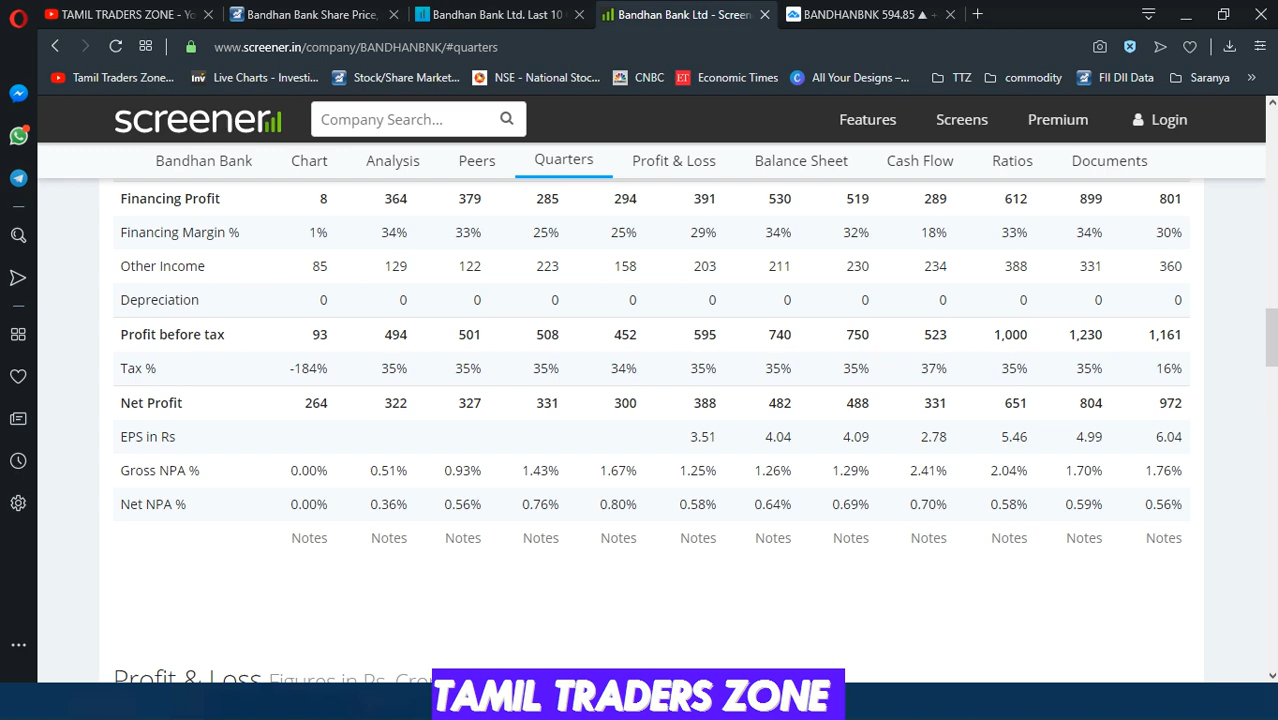 TAMIL TRADERS ZONE - Yo
Bandhan Bank Share Price,
Bandhan Bank Ltd. Last 10
Bandhan Bank Ltd - Screen
BANDHANBNK 594.85 ▲ +
www.screener.in/company/BANDHANBNK/#quarters
Tamil Traders Zone... Live Charts - Investi... Stock/Share Market... NSE - National Stoc... CNBC Economic Times All Your Designs –... TTZ commodity FII DII Data Saranya »
screener Company Search... Features Screens Premium Login
Bandhan Bank Chart Analysis Peers Quarters Profit & Loss Balance Sheet Cash Flow Ratios Documents
Financing Profit 8 364 379 285 294 391 530 519 289 612 899 801
Financing Margin % 1% 34% 33% 25% 25% 29% 34% 32% 18% 33% 34% 30%
Other Income 85 129 122 223 158 203 211 230 234 388 331 360
Depreciation 0 0 0 0 0 0 0 0 0 0 0 0
Profit before tax 93 494 501 508 452 595 740 750 523 1,000 1,230 1,161
Tax % -184% 35% 35% 35% 34% 35% 35% 35% 37% 35% 35% 16%
Net Profit 264 322 327 331 300 388 482 488 331 651 804 972
EPS in Rs 3.51 4.04 4.09 2.78 5.46 4.99 6.04
Gross NPA % 0.00% 0.51% 0.93% 1.43% 1.67% 1.25% 1.26% 1.29% 2.41% 2.04% 1.70% 1.76%
Net NPA % 0.00% 0.36% 0.56% 0.76% 0.80% 0.58% 0.64% 0.69% 0.70% 0.58% 0.59% 0.56%
Notes Notes Notes Notes Notes Notes Notes Notes Notes Notes Notes Notes
Profit & Loss Figures in Rs. Cro
TAMIL TRADERS ZONE